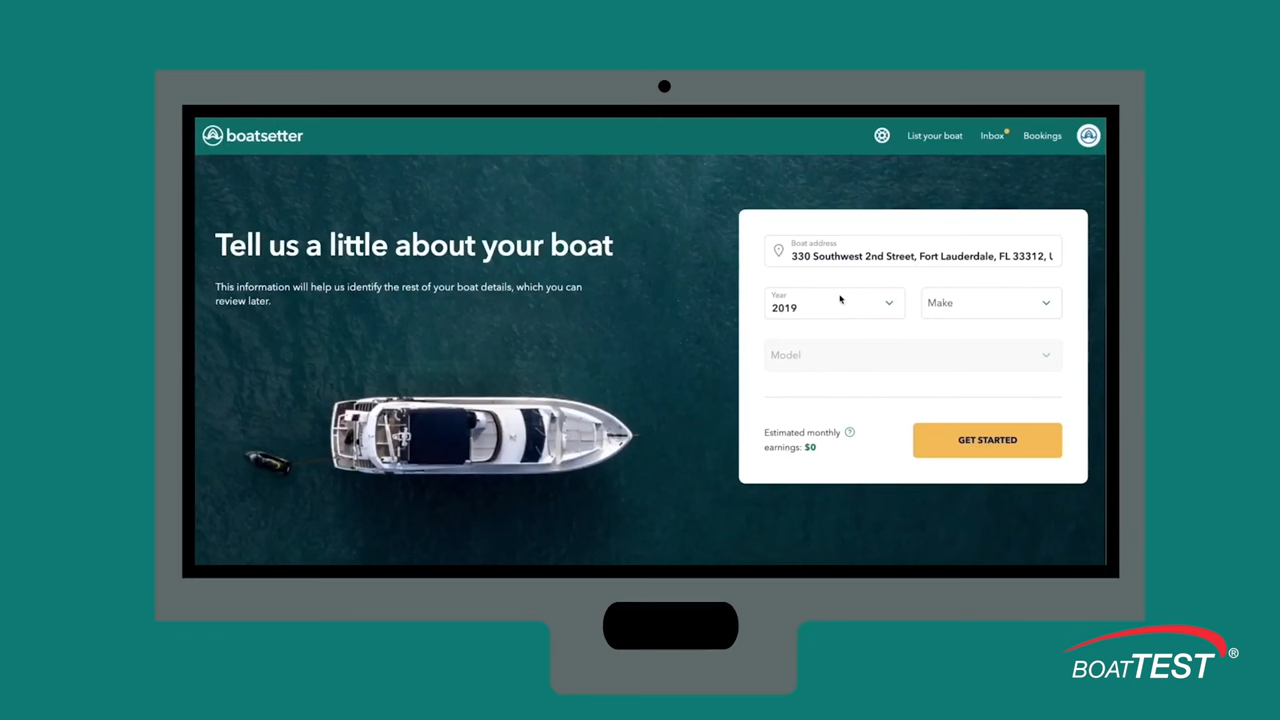 boatsetter
List your boat
Inbox
Bookings
Tell us a little about your boat
This information will help us identify the rest of your boat details, which you can
review later.
Boat address
330 Southwest 2nd Street, Fort Lauderdale, FL 33312, U
Year
2019
Make
Model
Estimated monthly ?
earnings: $0
GET STARTED
BOATTEST®